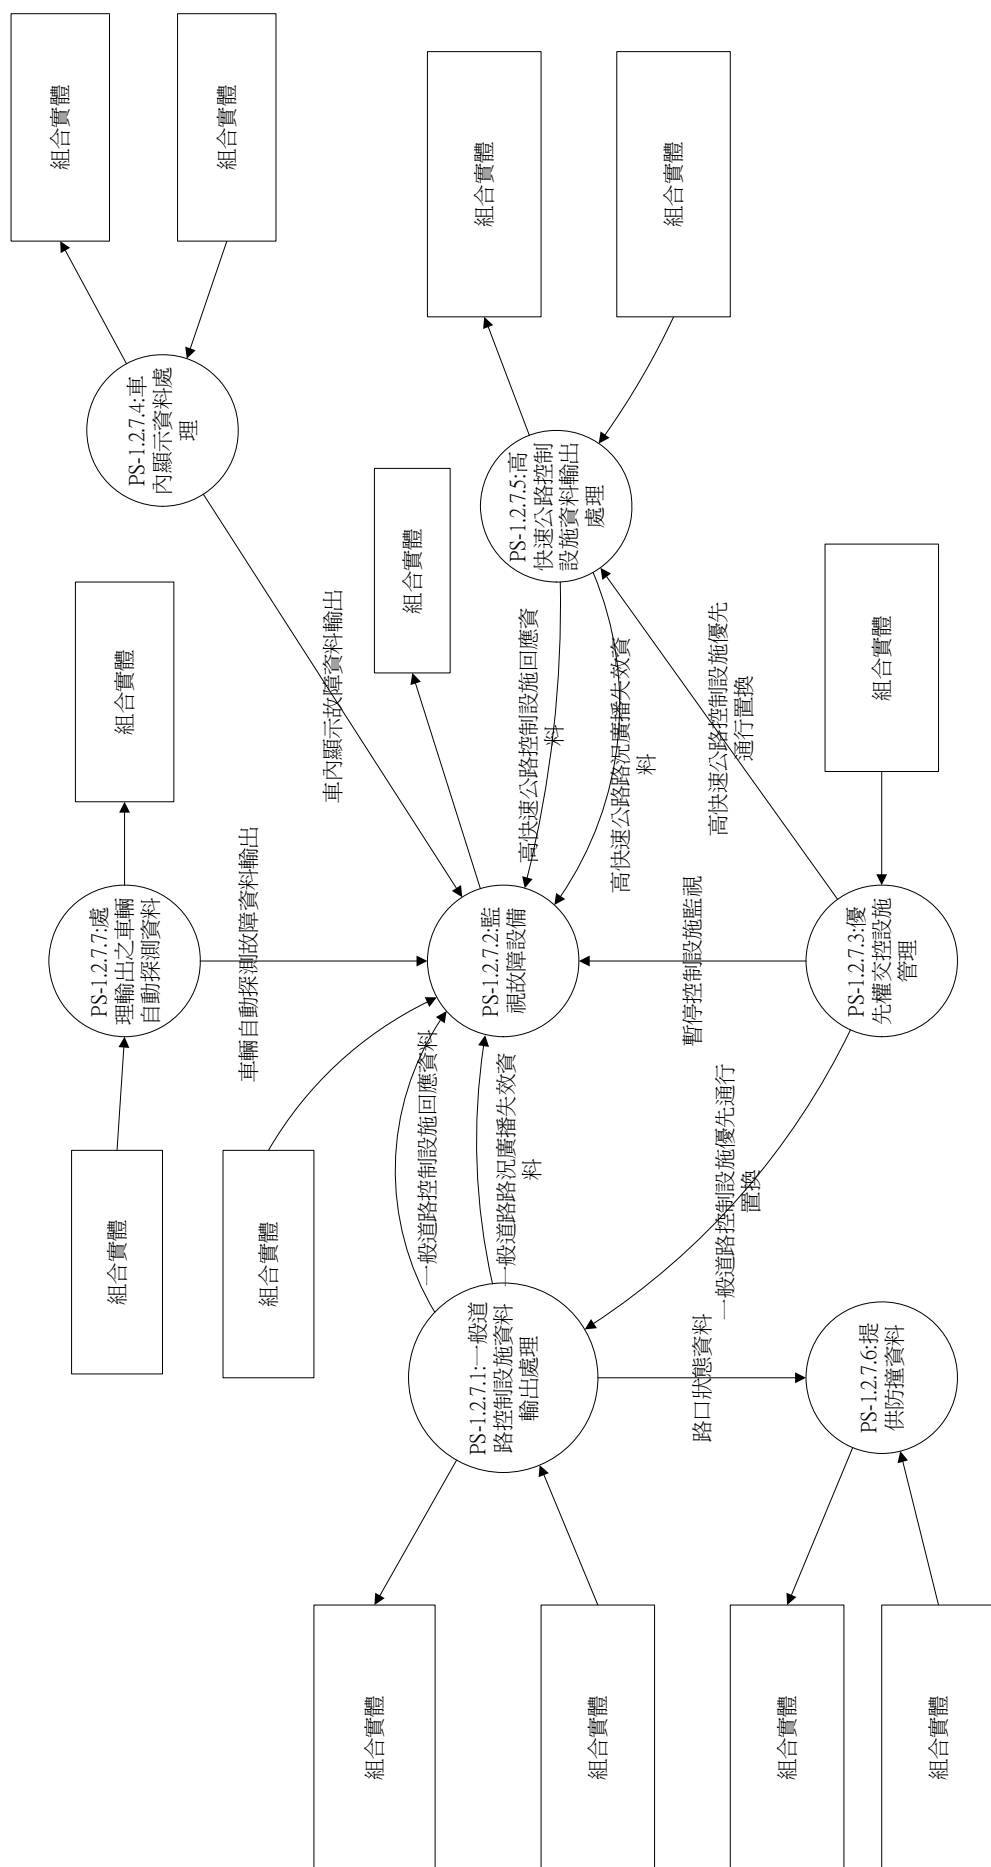 組合實體
組合實體
組合實體
組合實體
PS-1.2.7.4:車
內顯示資料處
理
PS-1.2.7.5:高
快速公路控制
設施資料輸出
處理
組合實體
組合實體
組合實體
車內顯示故障資料輸出
高快速公路控制設施回應資
料
高快速公路路況廣播失效資
料
高快速公路控制設施優先
通行置換
PS-1.2.7.7:處
理輸出之車輛
自動探測資料
車輛自動探測故障資料輸出
PS-1.2.7.2:監
視故障設備
暫停控制設施監視
PS-1.2.7.3:優
先權交控設施
管理
組合實體
組合實體
一般道路控制設施回應資料
一般道路路況廣播失效資
料
一般道路控制設施優先通行
置換
PS-1.2.7.1:一般道
路控制設施資料
輸出處理
路口狀態資料
PS-1.2.7.6:提
供防撞資料
組合實體
組合實體
組合實體
組合實體